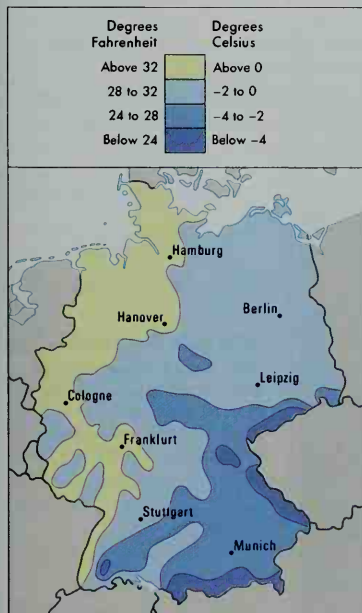 Degrees Fahrenheit
Degrees Celsius
Above 32
Above 0
28 to 32
−2 to 0
24 to 28
−4 to −2
Below 24
Below −4
Hamburg
Hanover
Berlin
Leipzig
Cologne
Frankfurt
Stuttgart
Munich